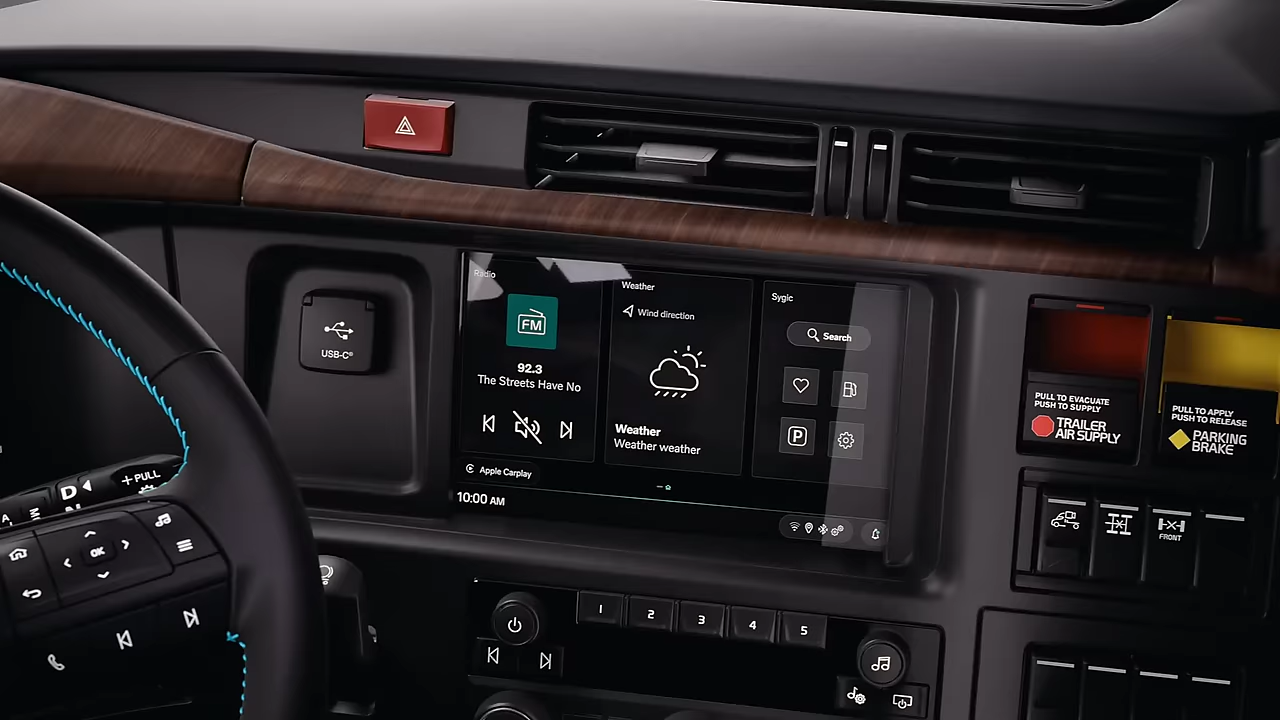 USB-C®
Radio
FM
92.3
The Streets Have No
Apple Carplay
10:00 AM
Weather
Wind direction
Weather
Weather weather
Sygic
Search
P
PULL TO EVACUATE
PUSH TO SUPPLY
TRAILER
AIR SUPPLY
PULL TO APPLY
PUSH TO RELEASE
PARKING
BRAKE
FRONT
+ PULL
D
A
M
OK
1
2
3
4
5